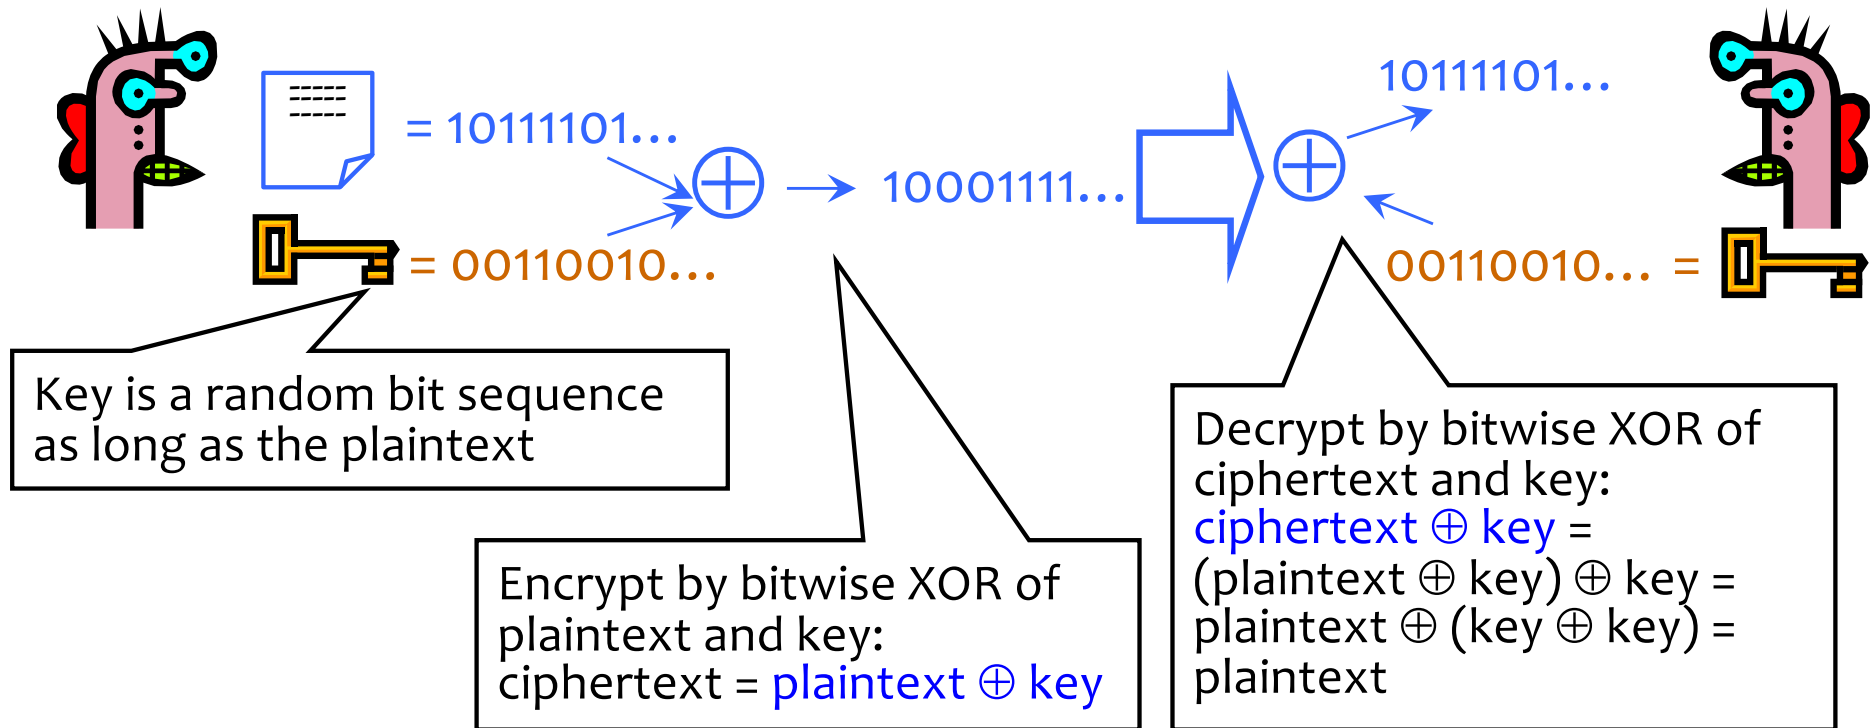 = 10111101...
= 00110010...
10001111...
10111101...
00110010... =
Key is a random bit sequence
as long as the plaintext
Encrypt by bitwise XOR of
plaintext and key:
ciphertext = plaintext ⊕ key
Decrypt by bitwise XOR of
ciphertext and key:
ciphertext ⊕ key =
(plaintext ⊕ key) ⊕ key =
plaintext ⊕ (key ⊕ key) =
plaintext